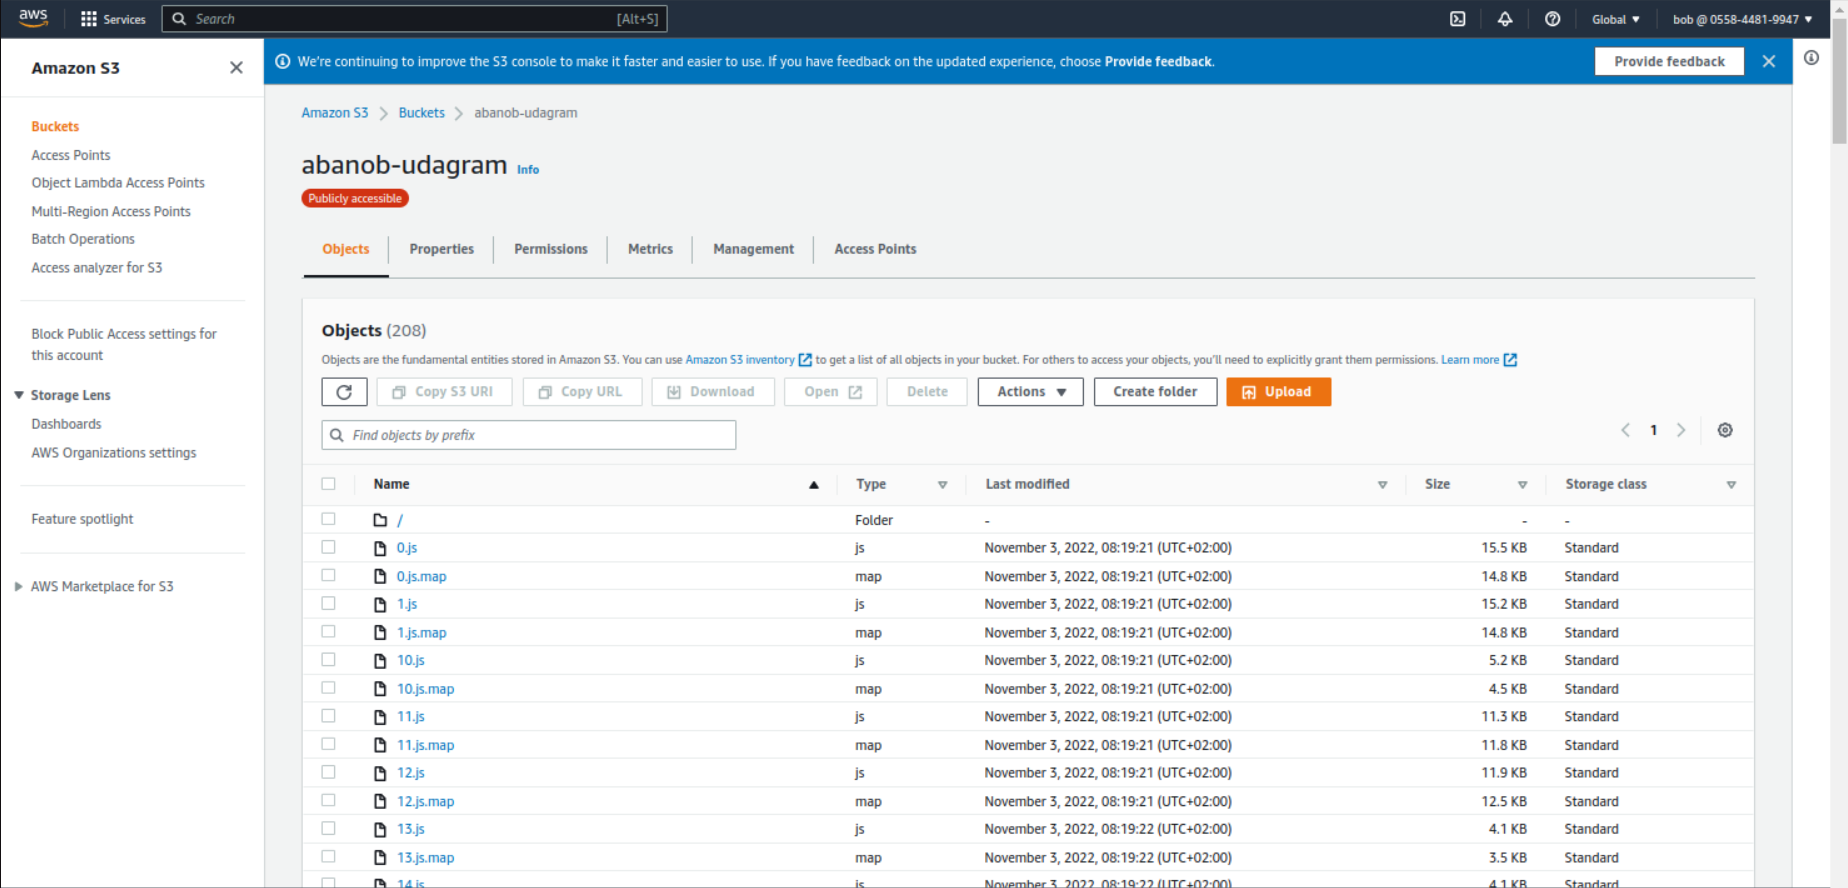 aws Services Search [Alt+S] Global bob @ 0558-4481-9947
Amazon S3
We're continuing to improve the S3 console to make it faster and easier to use. If you have feedback on the updated experience, choose Provide feedback.
Provide feedback
Buckets
Access Points
Object Lambda Access Points
Multi-Region Access Points
Batch Operations
Access analyzer for S3
Block Public Access settings for
this account
Storage Lens
Dashboards
AWS Organizations settings
Feature spotlight
AWS Marketplace for S3
Amazon S3 Buckets abanob-udagram
abanob-udagram Info
Publicly accessible
Objects Properties Permissions Metrics Management Access Points
Objects (208)
Objects are the fundamental entities stored in Amazon S3. You can use Amazon S3 inventory to get a list of all objects in your bucket. For others to access your objects, you'll need to explicitly grant them permissions. Learn more
Copy S3 URI Copy URL Download Open Delete Actions Create folder Upload
Find objects by prefix 1
Name Type Last modified Size Storage class
/ Folder - - -
0.js js November 3, 2022, 08:19:21 (UTC+02:00) 15.5 KB Standard
0.js.map map November 3, 2022, 08:19:21 (UTC+02:00) 14.8 KB Standard
1.js js November 3, 2022, 08:19:21 (UTC+02:00) 15.2 KB Standard
1.js.map map November 3, 2022, 08:19:21 (UTC+02:00) 14.8 KB Standard
10.js js November 3, 2022, 08:19:21 (UTC+02:00) 5.2 KB Standard
10.js.map map November 3, 2022, 08:19:21 (UTC+02:00) 4.5 KB Standard
11.js js November 3, 2022, 08:19:21 (UTC+02:00) 11.3 KB Standard
11.js.map map November 3, 2022, 08:19:21 (UTC+02:00) 11.8 KB Standard
12.js js November 3, 2022, 08:19:21 (UTC+02:00) 11.9 KB Standard
12.js.map map November 3, 2022, 08:19:21 (UTC+02:00) 12.5 KB Standard
13.js js November 3, 2022, 08:19:22 (UTC+02:00) 4.1 KB Standard
13.js.map map November 3, 2022, 08:19:22 (UTC+02:00) 3.5 KB Standard
14.js js November 3, 2022, 08:19:22 (UTC+02:00) 4.1 KB Standard